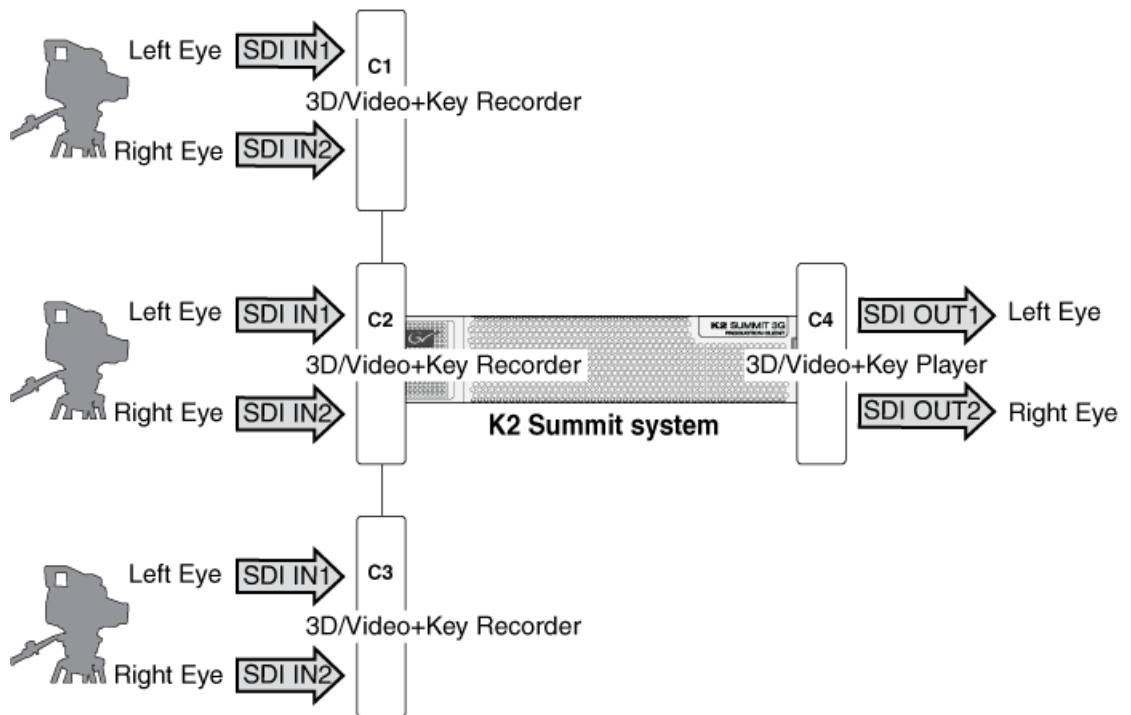 Left Eye SDI IN1 C1
3D/Video+Key Recorder
Right Eye SDI IN2
Left Eye SDI IN1 C2 K2 SUMMIT 3G C4 SDI OUT1 Left Eye
PRODUCTION CLIENT
3D/Video+Key Recorder 3D/Video+Key Player
Right Eye SDI IN2 K2 Summit system SDI OUT2 Right Eye
Left Eye SDI IN1 C3
3D/Video+Key Recorder
Right Eye SDI IN2